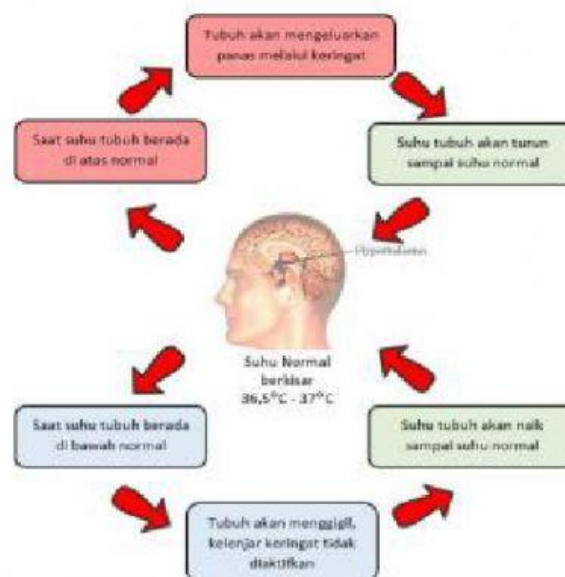 Tubuh akan mengeluarkan
panas melalui keringat
Saat suhu tubuh berada
di atas normal
Suhu tubuh akan turun
sampai suhu normal
Hypothalamus
Suhu Normal
berkisar
36,5°C - 37°C
Saat suhu tubuh berada
di bawah normal
Suhu tubuh akan naik
sampai suhu normal
Tubuh akan menggigil,
kelenjar keringat tidak
diaktifkan